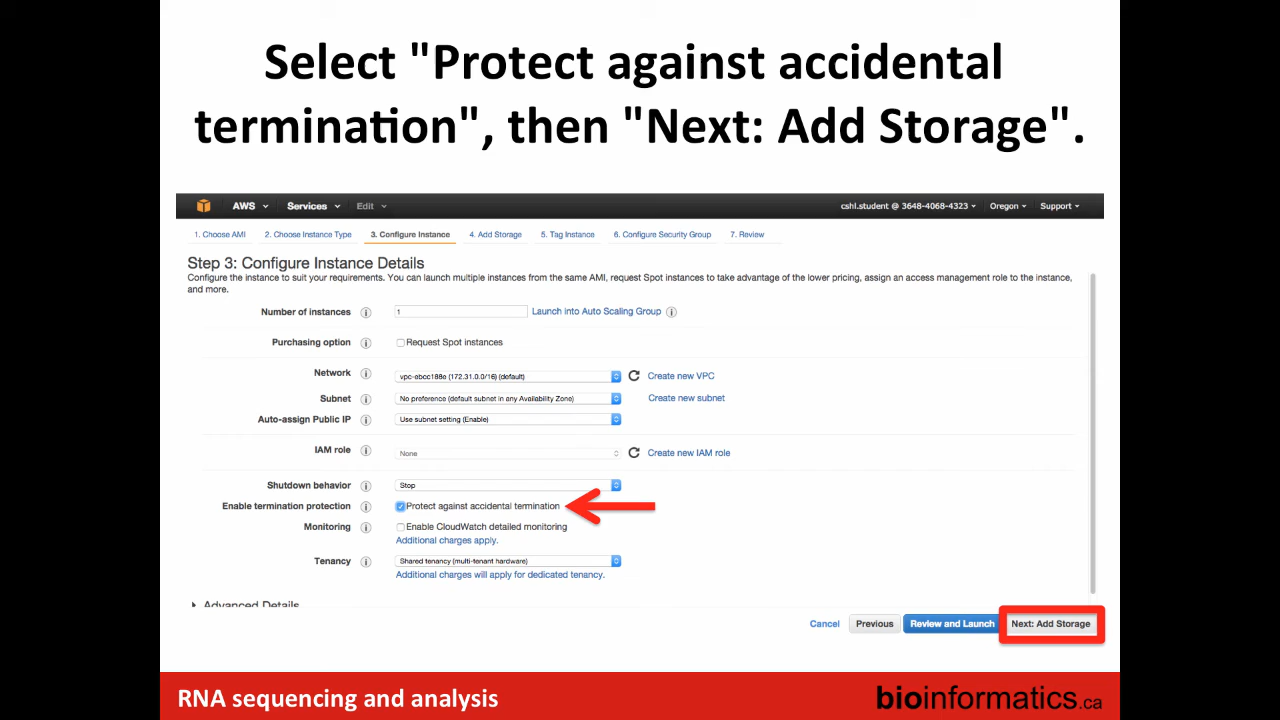 Select "Protect against accidental
termination", then "Next: Add Storage".
AWS Services Edit cshl.student @ 3648-4068-4323 Oregon Support
1. Choose AMI 2. Choose Instance Type 3. Configure Instance 4. Add Storage 5. Tag Instance 6. Configure Security Group 7. Review
Step 3: Configure Instance Details
Configure the instance to suit your requirements. You can launch multiple instances from the same AMI, request Spot instances to take advantage of the lower pricing, assign an access management role to the instance,
and more.
Number of instances 1 Launch into Auto Scaling Group
Purchasing option Request Spot instances
Network vpc-ebcc188e (172.31.0.0/16) (default) Create new VPC
Subnet No preference (default subnet in any Availability Zone) Create new subnet
Auto-assign Public IP Use subnet setting (Enable)
IAM role None Create new IAM role
Shutdown behavior Stop
Enable termination protection Protect against accidental termination
Monitoring Enable CloudWatch detailed monitoring
Additional charges apply.
Tenancy Shared tenancy (multi-tenant hardware)
Additional charges will apply for dedicated tenancy.
Advanced Details
Cancel Previous Review and Launch Next: Add Storage
RNA sequencing and analysis bioinformatics.ca